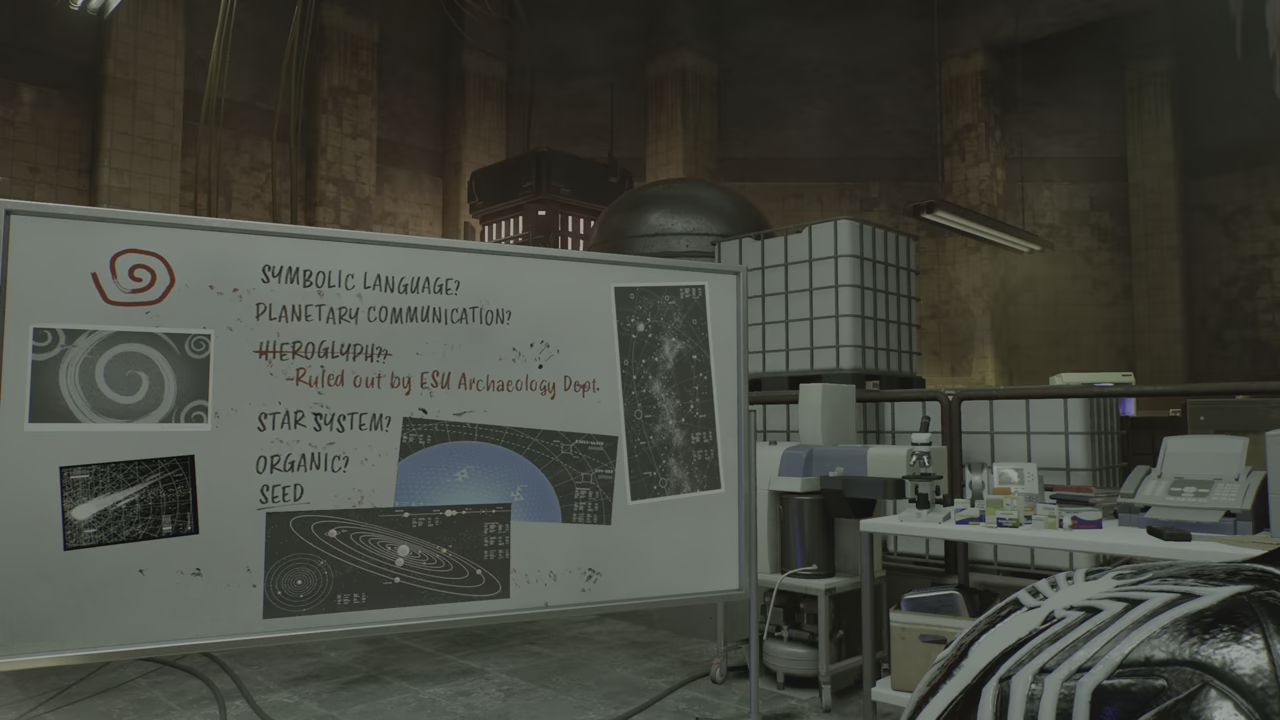 SYMBOLIC LANGUAGE?
PLANETARY COMMUNICATION?
HIEROGLYPH??
-Ruled out by ESU Archaeology Dept.
STAR SYSTEM?
ORGANIC?
SEED